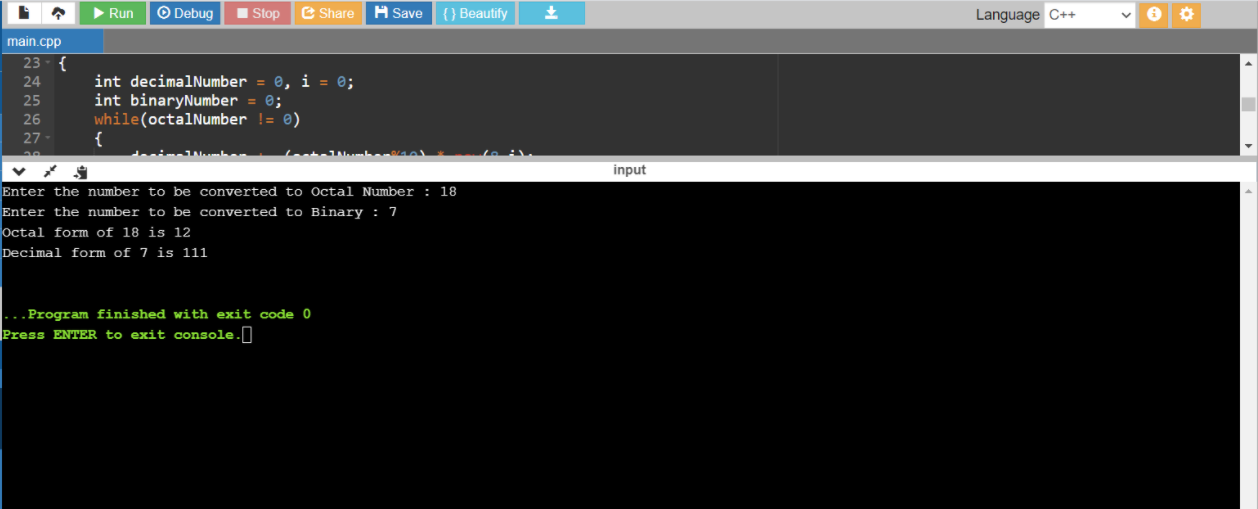 Run Debug Stop Share Save { } Beautify Language C++
main.cpp
23 {
24 int decimalNumber = 0, i = 0;
25 int binaryNumber = 0;
26 while(octalNumber != 0)
27 {
input
Enter the number to be converted to Octal Number : 18
Enter the number to be converted to Binary : 7
Octal form of 18 is 12
Decimal form of 7 is 111
...Program finished with exit code 0
Press ENTER to exit console.